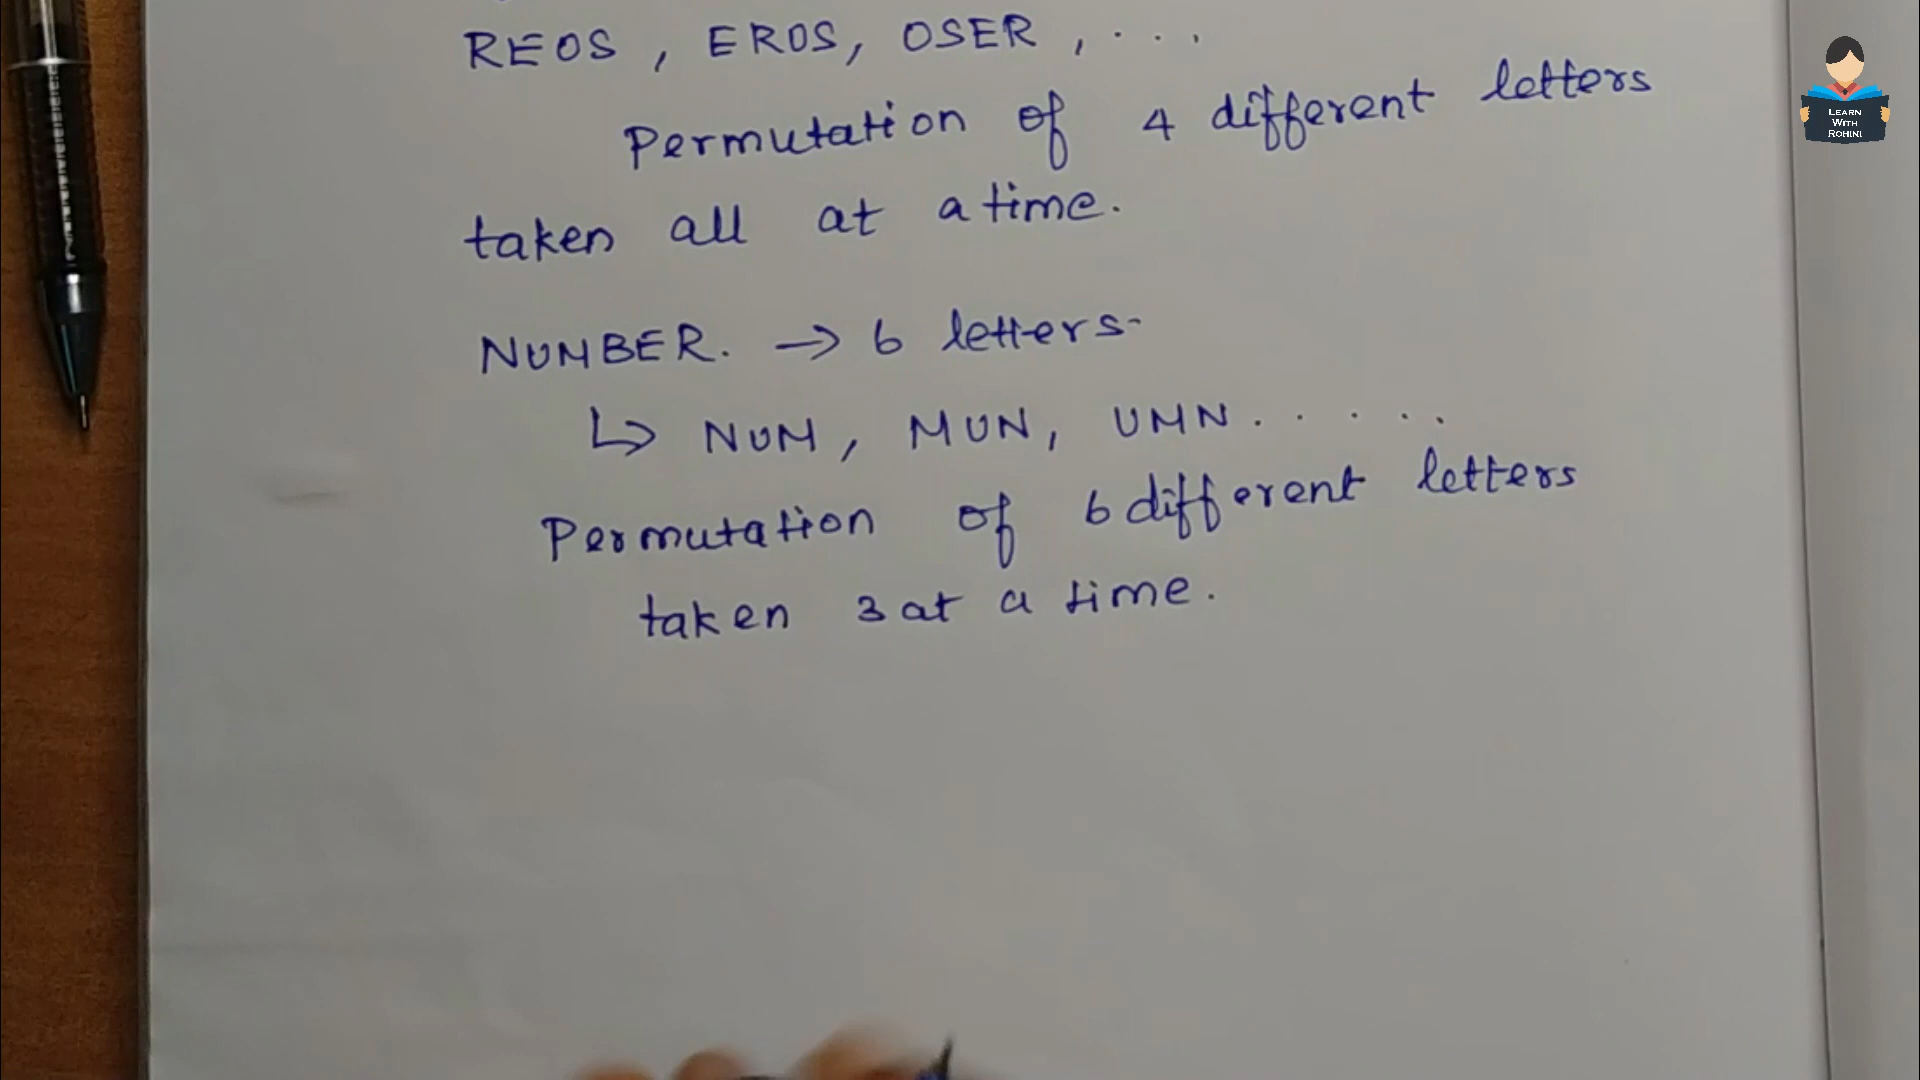 REOS, EROS, OSER, ....
Permutation of 4 different letters
taken all at a time.
NUMBER. → 6 letters.
↳ NUM, MUN, UMN......
Permutation of 6 different letters
taken 3 at a time.
LEARN
WITH
ROHINI